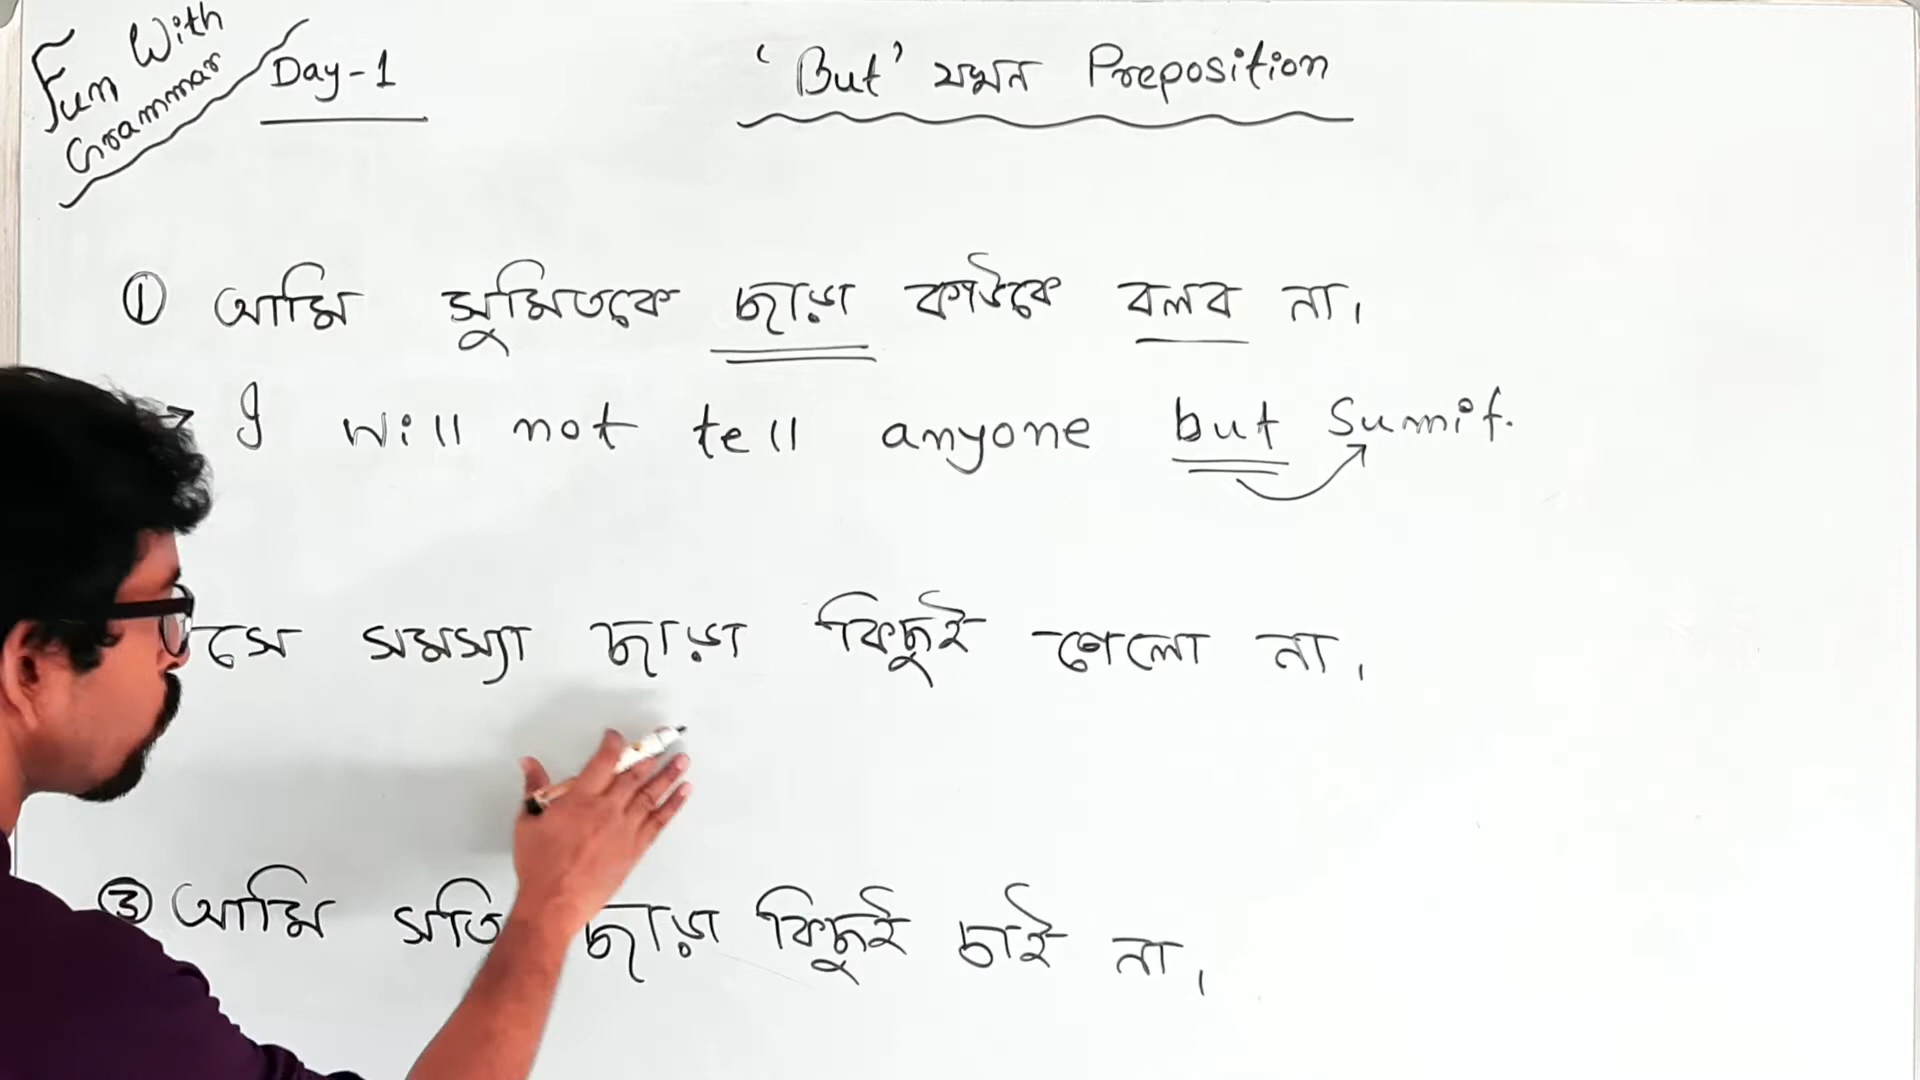 Fun With
Grammar
Day-1
'But' যখন Preposition
① আমি সুমিতকে ছাড়া কাউকে বলব না।
→ I will not tell anyone but Sumit.
সে সমস্যা ছাড়া কিছুই পেলো না।
③ আমি সত্যি ছাড়া কিছুই চাই না।